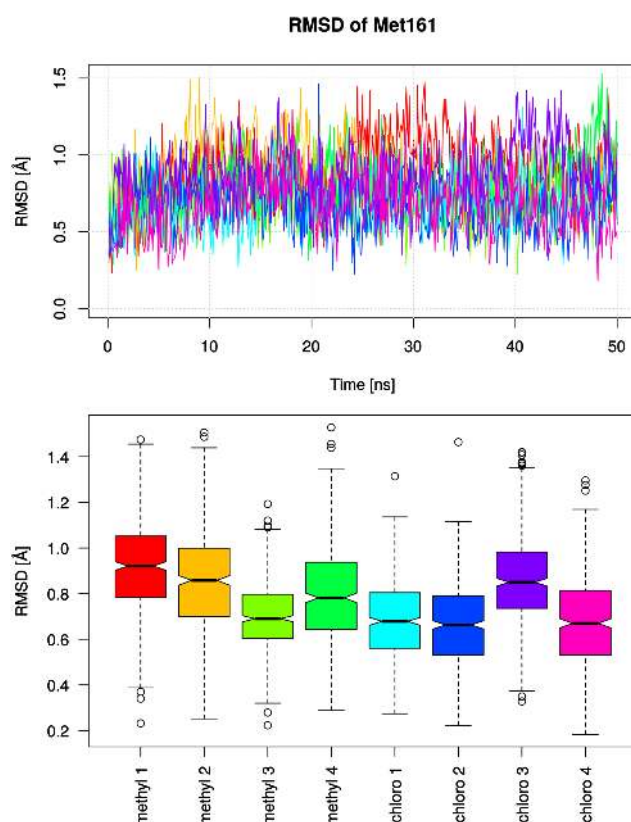 RMSD of Met161
RMSD [Å]
1.5
1.0
0.5
0.0
0 10 20 30 40 50
Time [ns]
RMSD [Å]
1.4
1.2
1.0
0.8
0.6
0.4
0.2
methyl 1 methyl 2 methyl 3 methyl 4 chloro 1 chloro 2 chloro 3 chloro 4